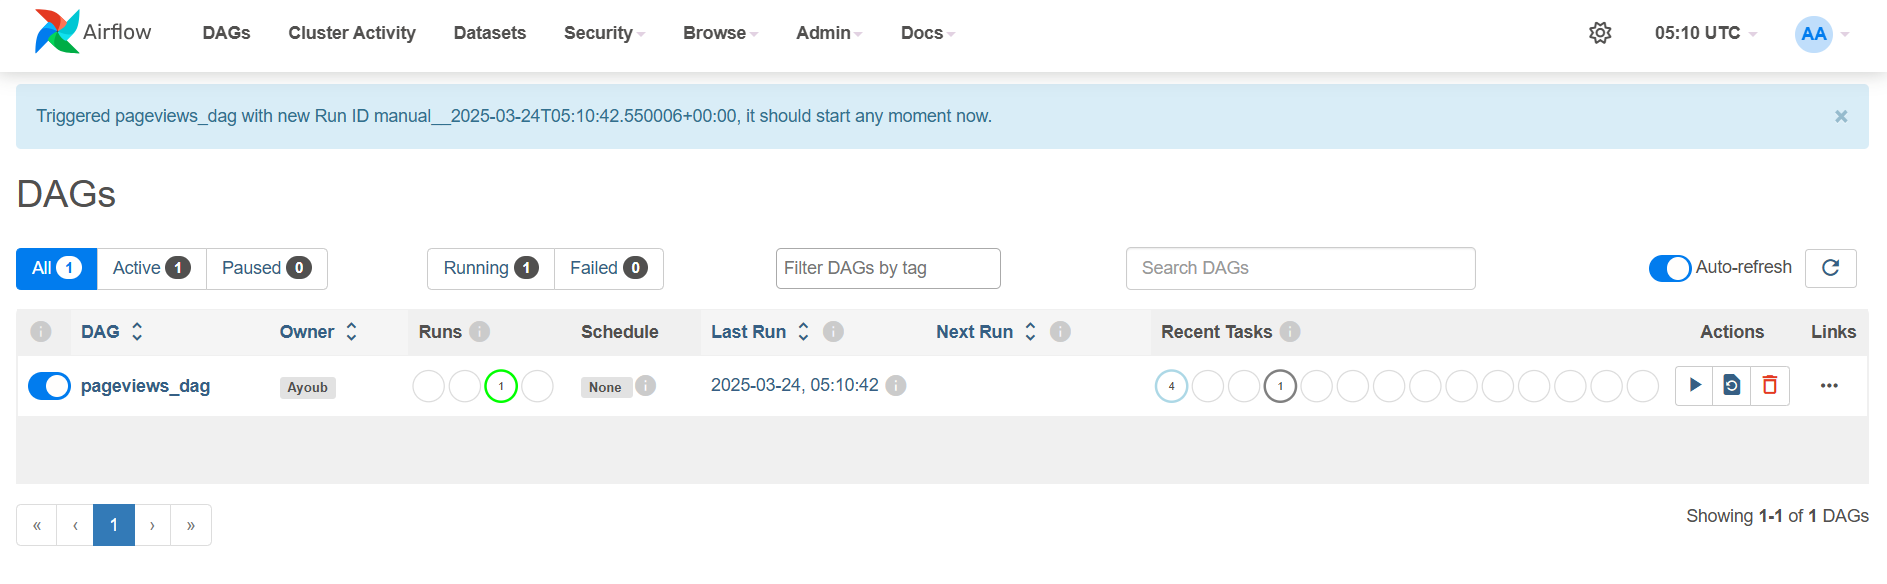 Airflow DAGs Cluster Activity Datasets Security Browse Admin Docs 05:10 UTC AA
Triggered pageviews_dag with new Run ID manual__2025-03-24T05:10:42.550006+00:00, it should start any moment now. ×
DAGs
All 1 Active 1 Paused 0 Running 1 Failed 0 Filter DAGs by tag Search DAGs Auto-refresh
i DAG Owner Runs i Schedule Last Run i Next Run i Recent Tasks i Actions Links
pageviews_dag Ayoub 1 None i 2025-03-24, 05:10:42 i 4 1 ···
« ‹ 1 › » Showing 1-1 of 1 DAGs